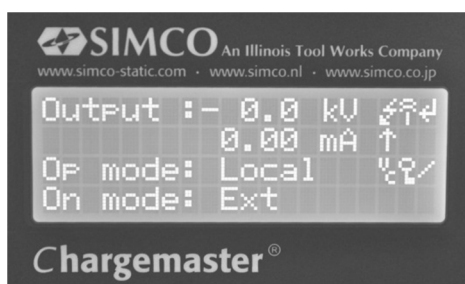 SIMCO An Illinois Tool Works Company
www.simco-static.com · www.simco.nl · www.simco.co.jp
Output :- 0.0 kV
0.00 mA ↑
Op mode: Local
On mode: Ext
Chargemaster®